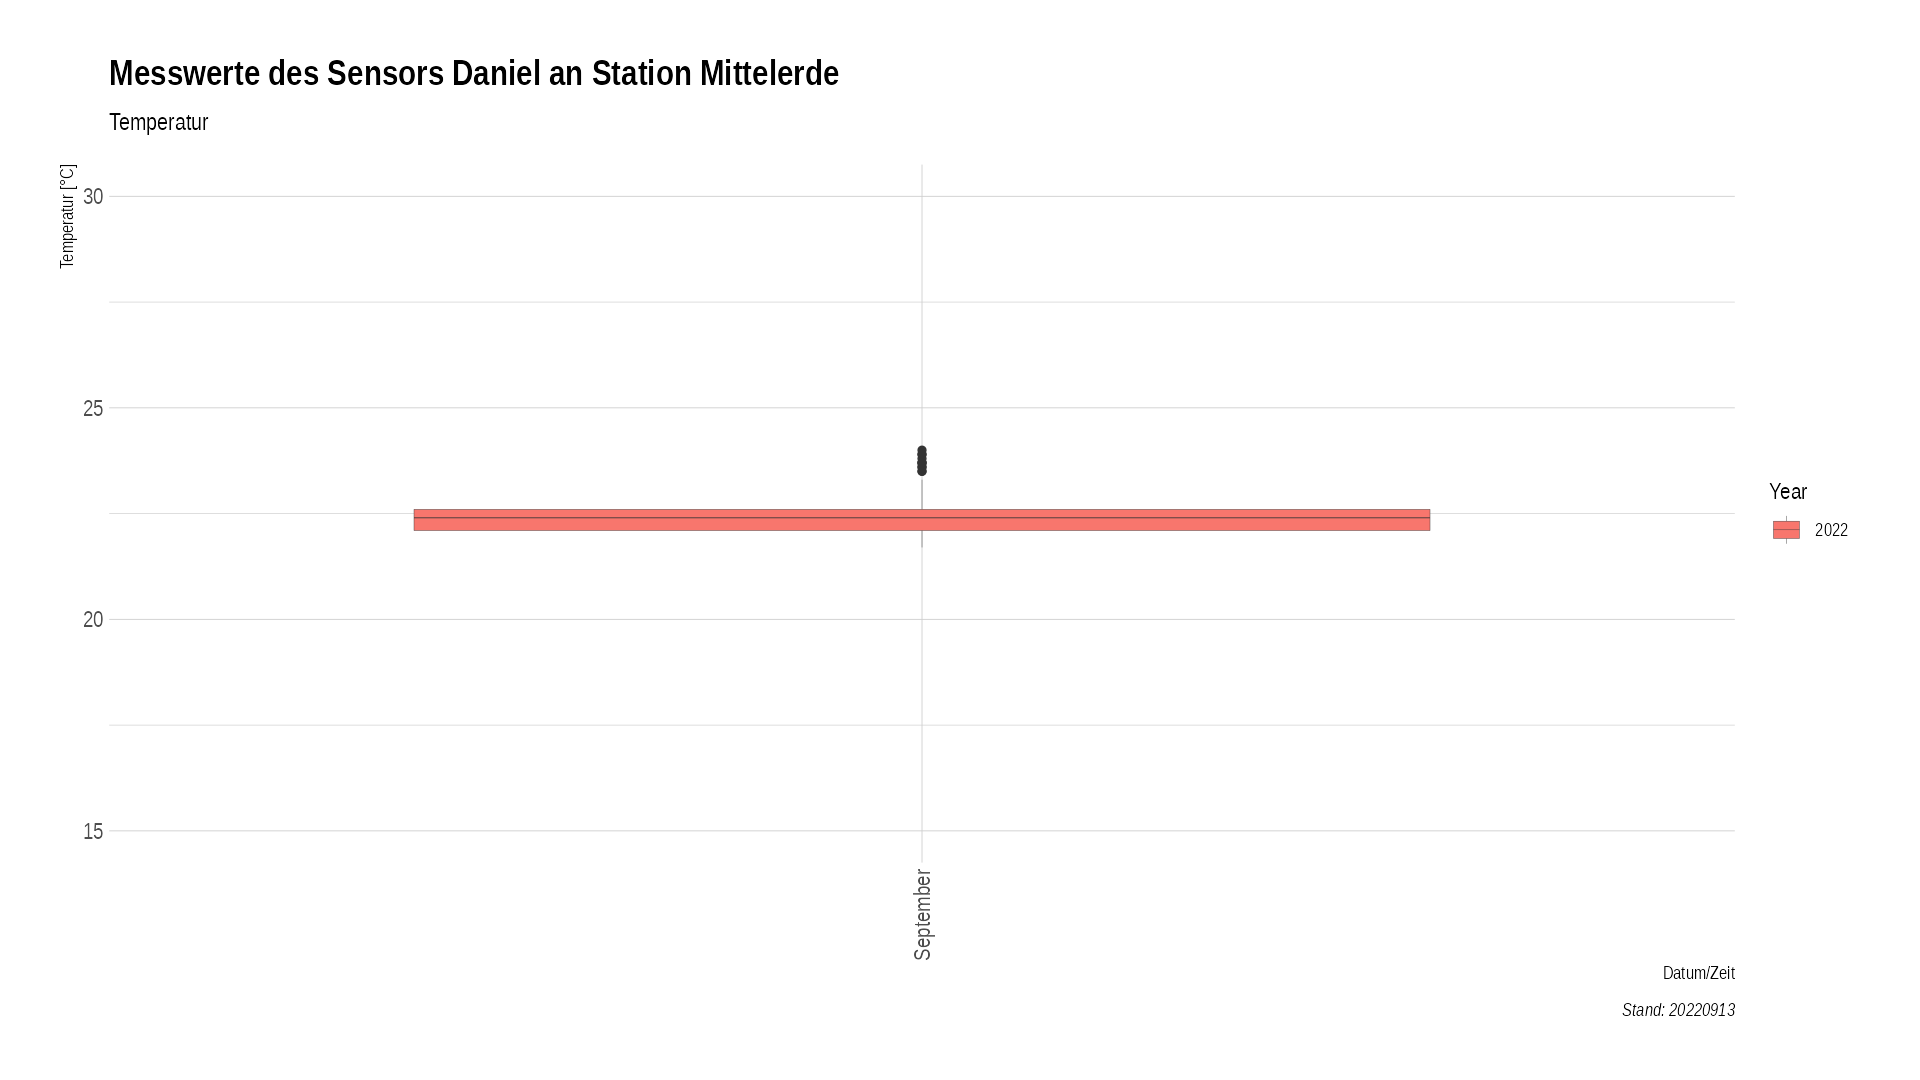 Messwerte des Sensors Daniel an Station Mittelerde
Temperatur
Temperatur [°C]
30
25
20
15
September
Datum/Zeit
Stand: 20220913
Year
2022